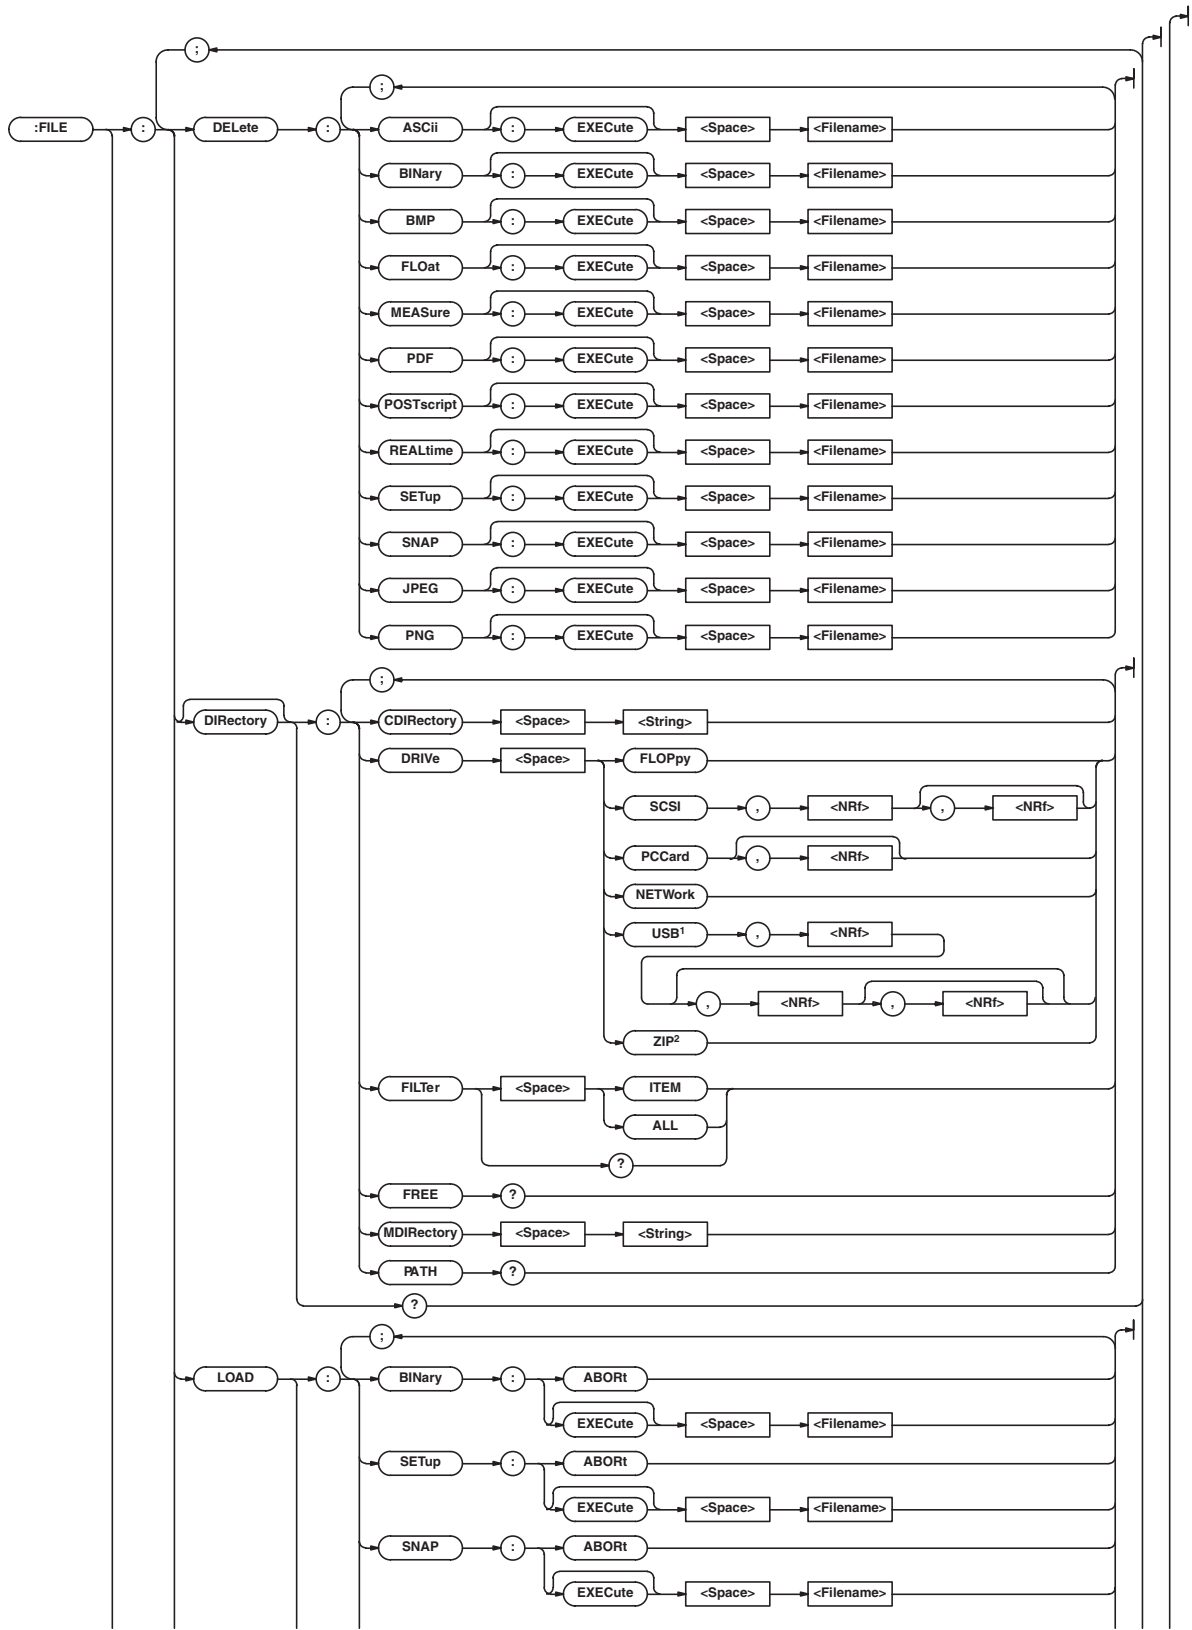 ;
;
:FILE : DELete : ASCii : EXECute <Space> <Filename>
BINary : EXECute <Space> <Filename>
BMP : EXECute <Space> <Filename>
FLOat : EXECute <Space> <Filename>
MEASure : EXECute <Space> <Filename>
PDF : EXECute <Space> <Filename>
POSTscript : EXECute <Space> <Filename>
REALtime : EXECute <Space> <Filename>
SETup : EXECute <Space> <Filename>
SNAP : EXECute <Space> <Filename>
JPEG : EXECute <Space> <Filename>
PNG : EXECute <Space> <Filename>
;
DIRectory : CDIRectory <Space> <String>
DRIVe <Space> FLOPpy
SCSI , <NRf> , <NRf>
PCCard , <NRf>
NETWork
USB¹ , <NRf>
, <NRf> , <NRf>
ZIP²
FILTer <Space> ITEM
ALL
?
FREE ?
MDIRectory <Space> <String>
PATH ?
?
;
LOAD : BINary : ABORt
EXECute <Space> <Filename>
SETup : ABORt
EXECute <Space> <Filename>
SNAP : ABORt
EXECute <Space> <Filename>